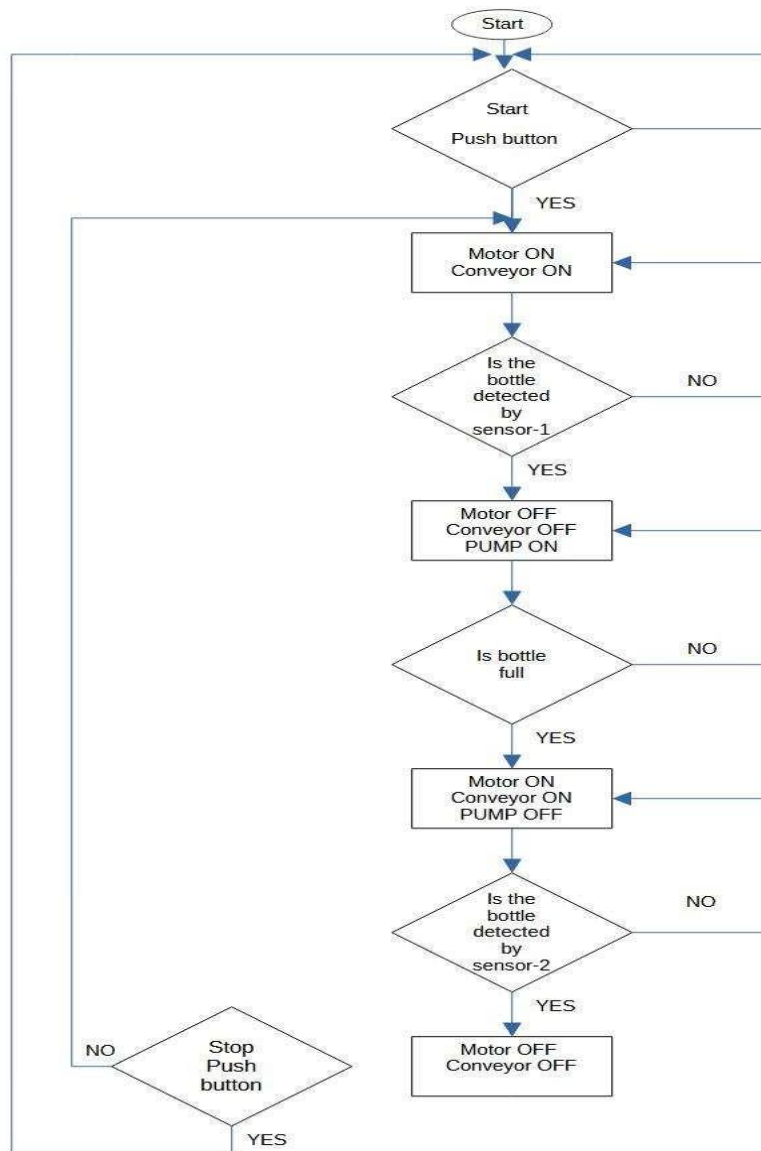 Start
Start
Push button
YES
Motor ON
Conveyor ON
Is the
bottle
detected
by
sensor-1
NO
YES
Motor OFF
Conveyor OFF
PUMP ON
Is bottle
full
NO
YES
Motor ON
Conveyor ON
PUMP OFF
Is the
bottle
detected
by
sensor-2
NO
YES
Motor OFF
Conveyor OFF
Stop
Push
button
NO
YES